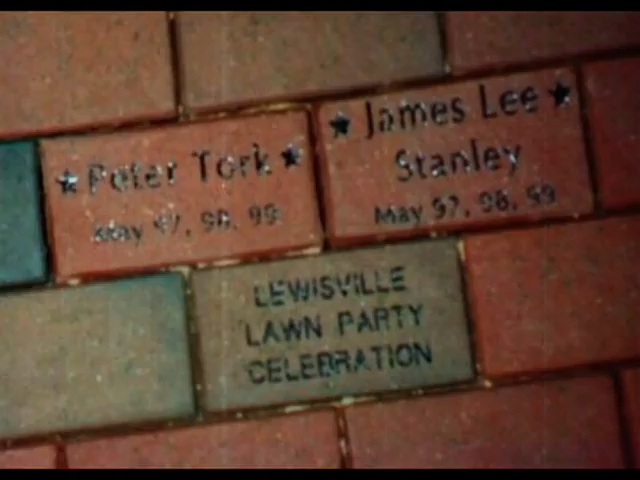 ★ Peter Tork ★
May 97, 98, 99
★ James Lee ★
Stanley
May 97, 98, 99
LEWISVILLE
LAWN PARTY
CELEBRATION